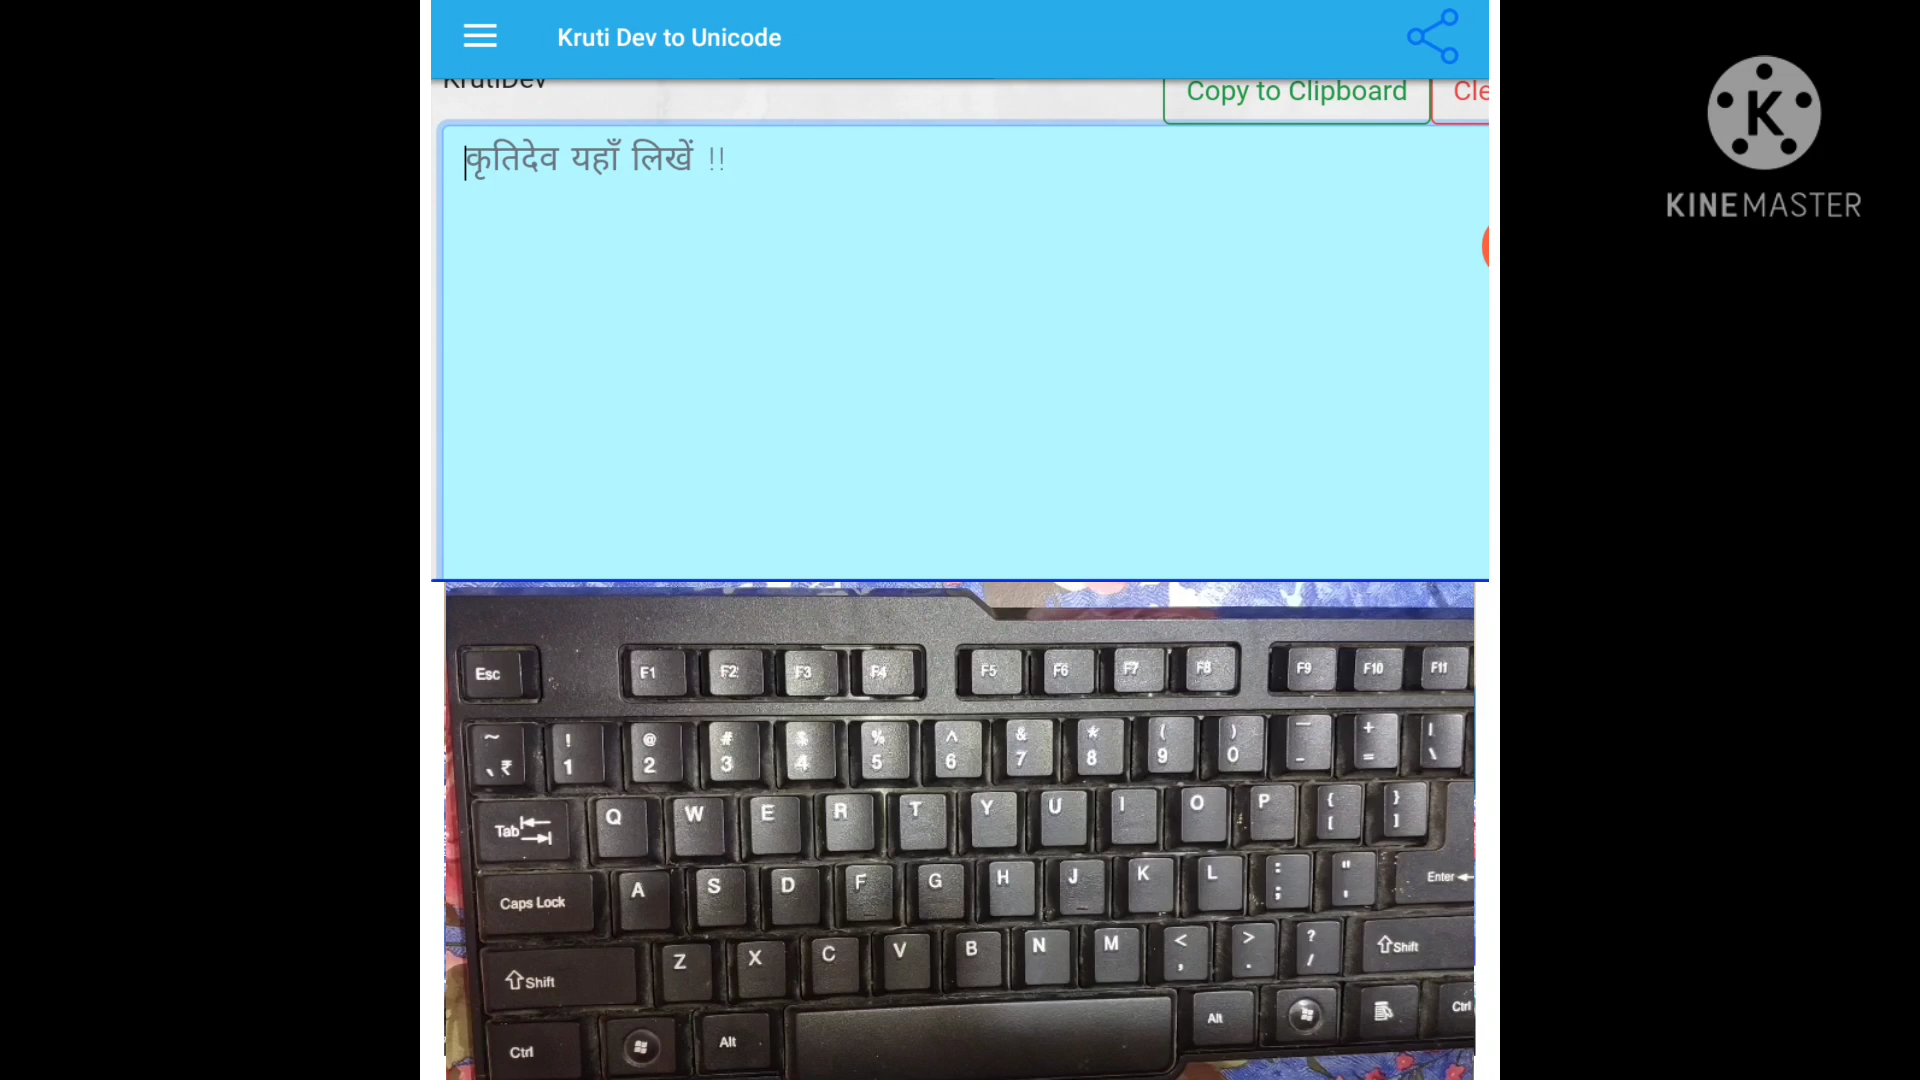 Kruti Dev to Unicode
KrutiDev
Copy to Clipboard
कृतिदेव यहाँ लिखें !!
K
KINEMASTER
Esc F1 F2 F3 F4 F5 F6 F7 F8 F9 F10 F11
~ ! @ # $ % ^ & * ( ) _ + |
` ₹ 1 2 3 4 5 6 7 8 9 0 - = \
Tab Q W E R T Y U I O P { }
[ ]
Caps Lock A S D F G H J K L : "
; '
Enter
Shift Z X C V B N M < > ? Shift
, . /
Ctrl Alt Alt Ctrl